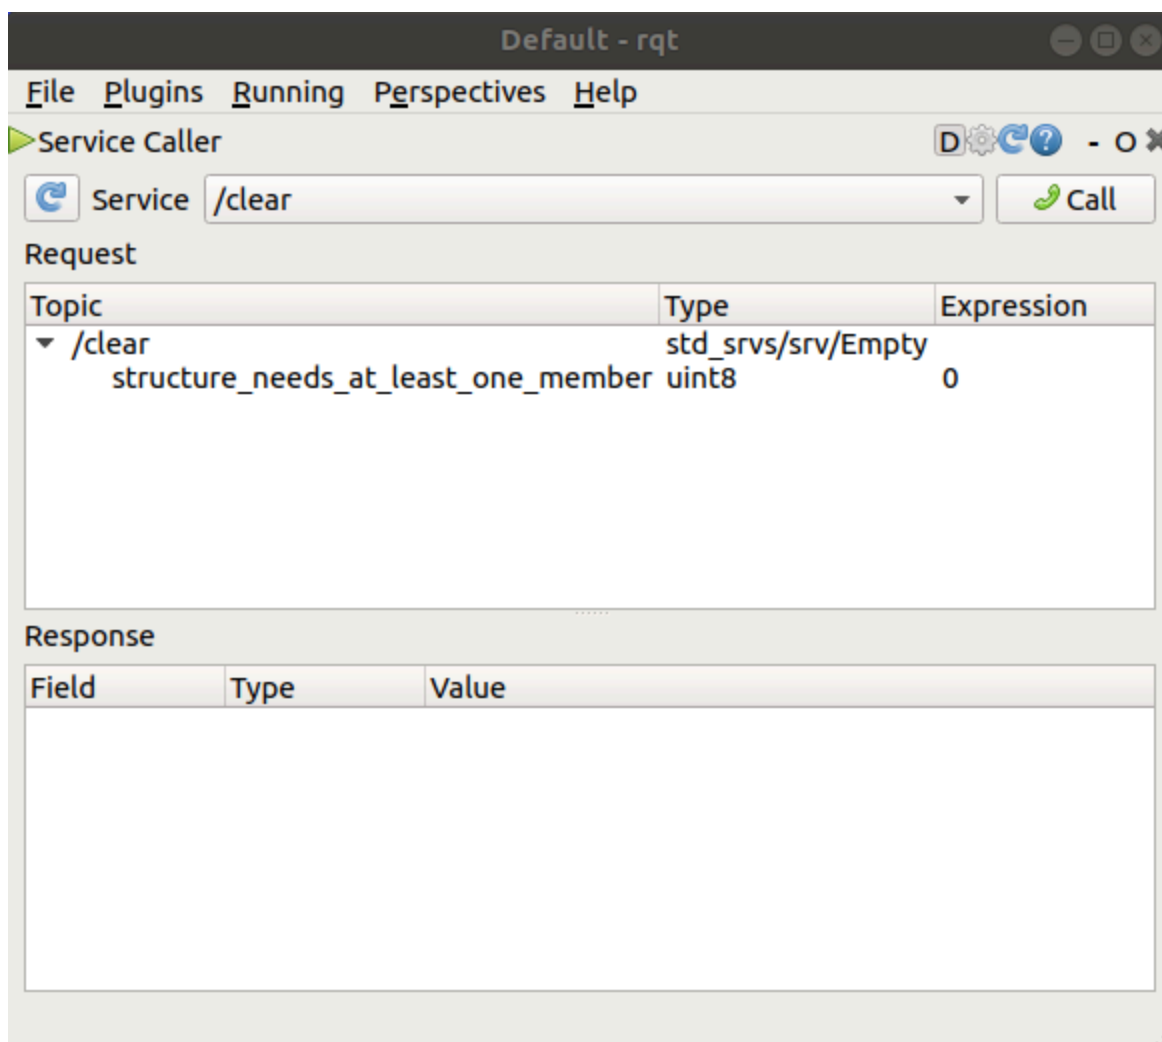 Default - rqt
File Plugins Running Perspectives Help
Service Caller D ? - O
Service /clear Call
Request
Topic Type Expression
/clear std_srvs/srv/Empty
structure_needs_at_least_one_member uint8 0
Response
Field Type Value